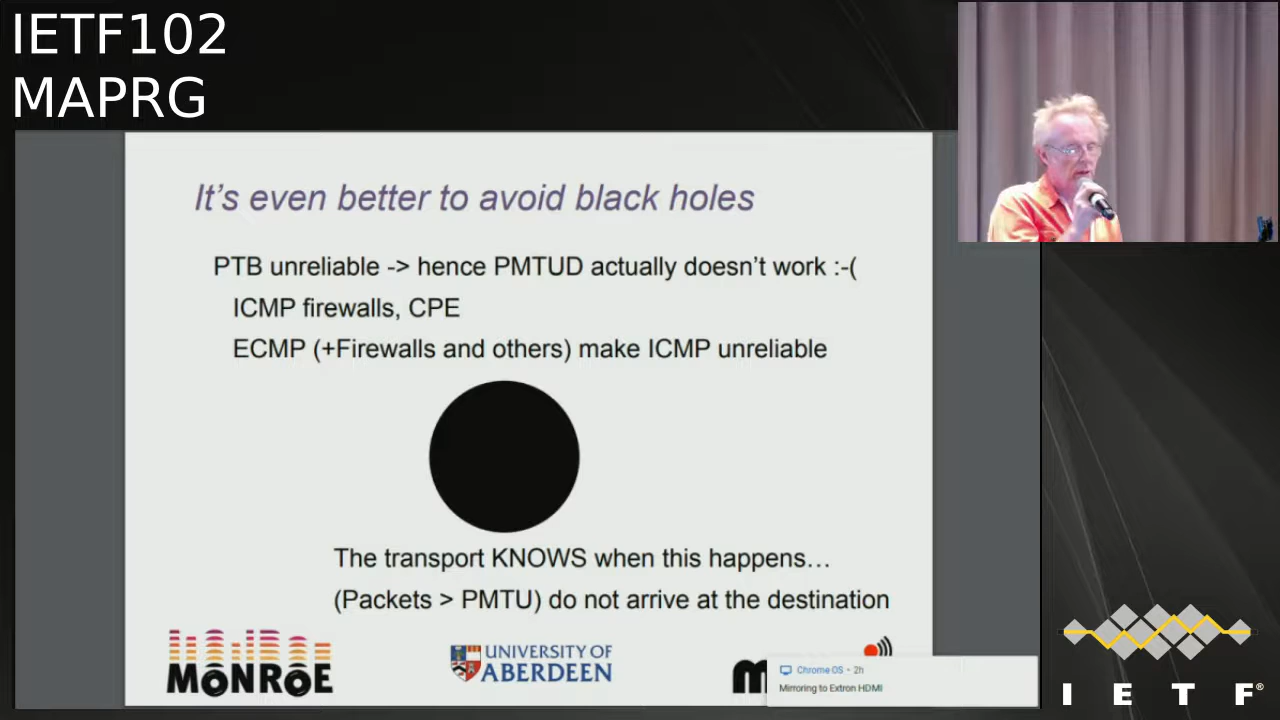 IETF102
MAPRG
It's even better to avoid black holes
PTB unreliable -> hence PMTUD actually doesn't work :-(
ICMP firewalls, CPE
ECMP (+Firewalls and others) make ICMP unreliable
The transport KNOWS when this happens…
(Packets > PMTU) do not arrive at the destination
MONROE
UNIVERSITY OF
ABERDEEN
Chrome OS • 2h
Mirroring to Extron HDMI
I E T F®